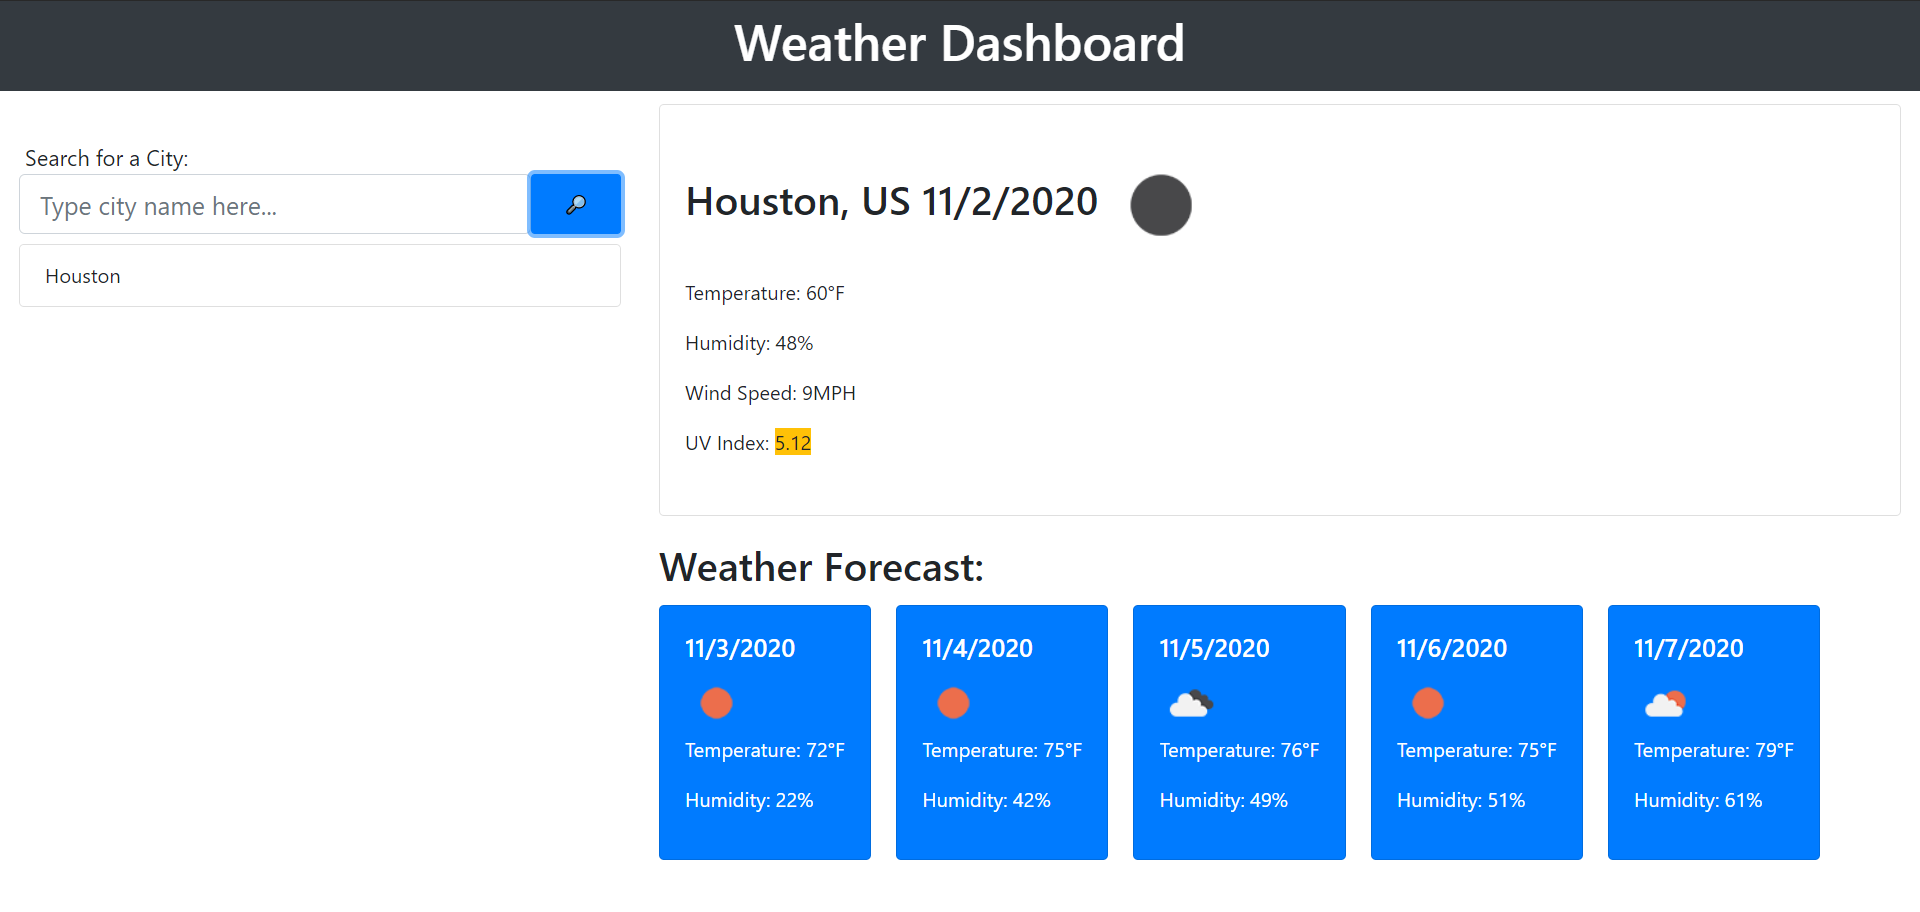 Weather Dashboard
Search for a City:
Type city name here...
Houston
Houston, US 11/2/2020
Temperature: 60°F
Humidity: 48%
Wind Speed: 9MPH
UV Index: 5.12
Weather Forecast:
11/3/2020
Temperature: 72°F
Humidity: 22%
11/4/2020
Temperature: 75°F
Humidity: 42%
11/5/2020
Temperature: 76°F
Humidity: 49%
11/6/2020
Temperature: 75°F
Humidity: 51%
11/7/2020
Temperature: 79°F
Humidity: 61%